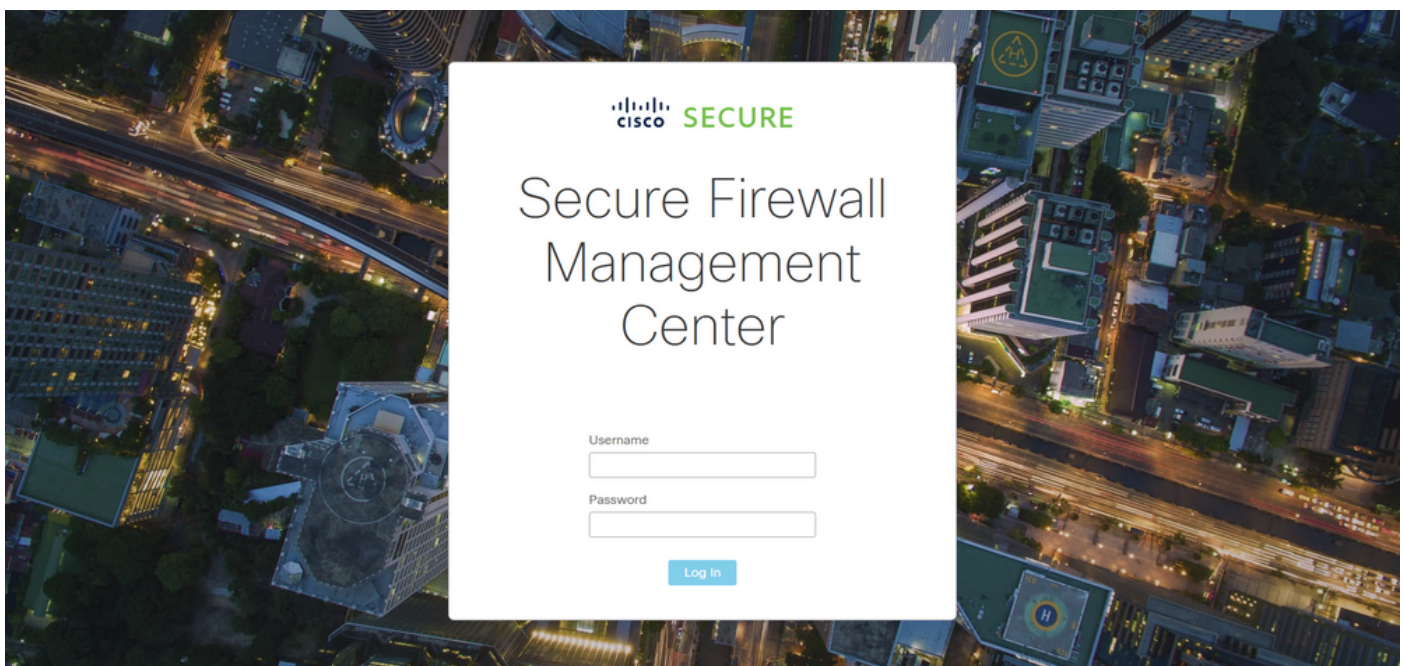 CISCO SECURE
Secure Firewall
Management
Center
Username
Password
Log In
H